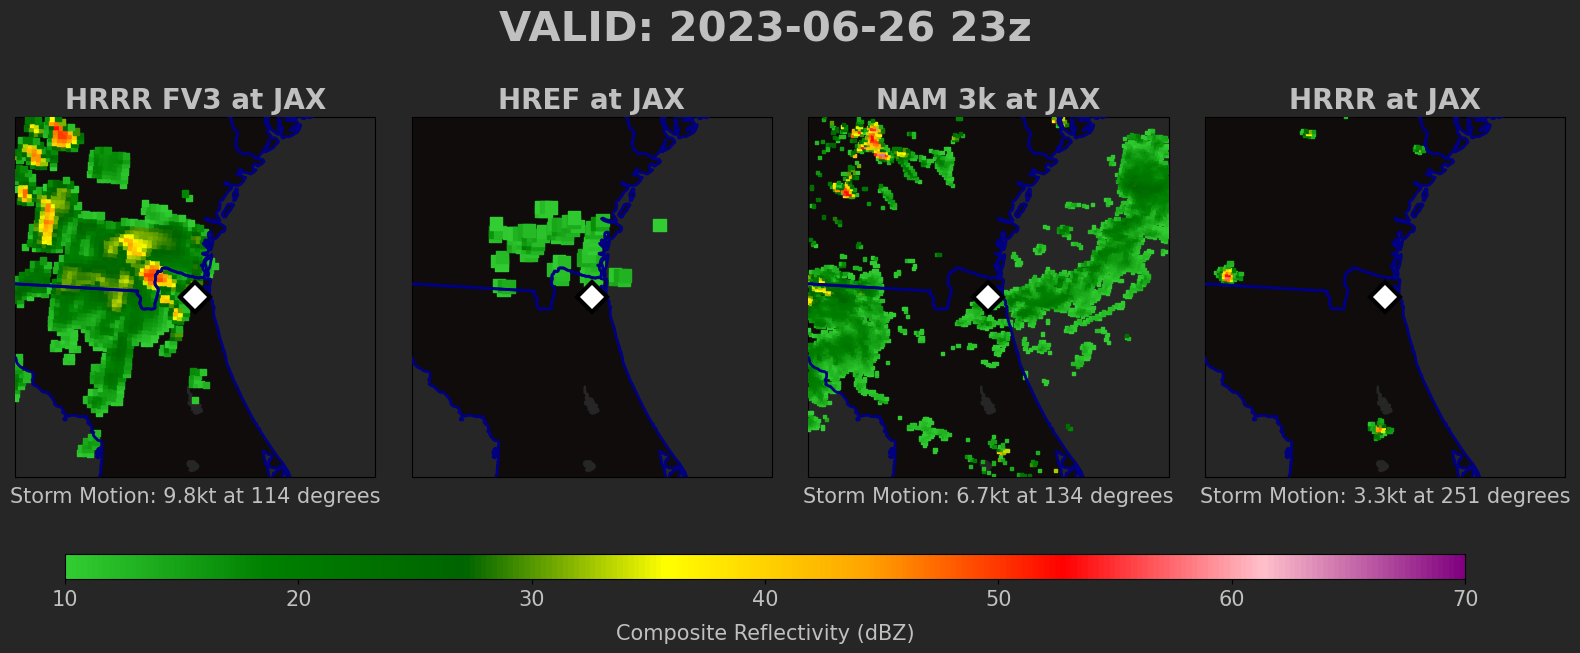 VALID: 2023-06-26 23z
HRRR FV3 at JAX
HREF at JAX
NAM 3k at JAX
HRRR at JAX
Storm Motion: 9.8kt at 114 degrees
Storm Motion: 6.7kt at 134 degrees
Storm Motion: 3.3kt at 251 degrees
10 20 30 40 50 60 70
Composite Reflectivity (dBZ)